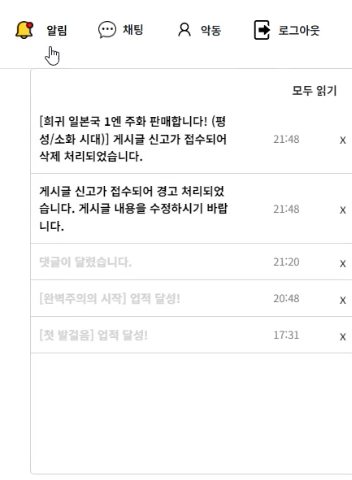 알림 채팅 악동 로그아웃
모두 읽기
[희귀 일본국 1엔 주화 판매합니다! (평
성/소화 시대)] 게시글 신고가 접수되어 21:48 x
삭제 처리되었습니다.
게시글 신고가 접수되어 경고 처리되었
습니다. 게시글 내용을 수정하시기 바랍 21:48 x
니다.
댓글이 달렸습니다. 21:20 x
[완벽주의의 시작] 업적 달성! 20:48 x
[첫 발걸음] 업적 달성! 17:31 x